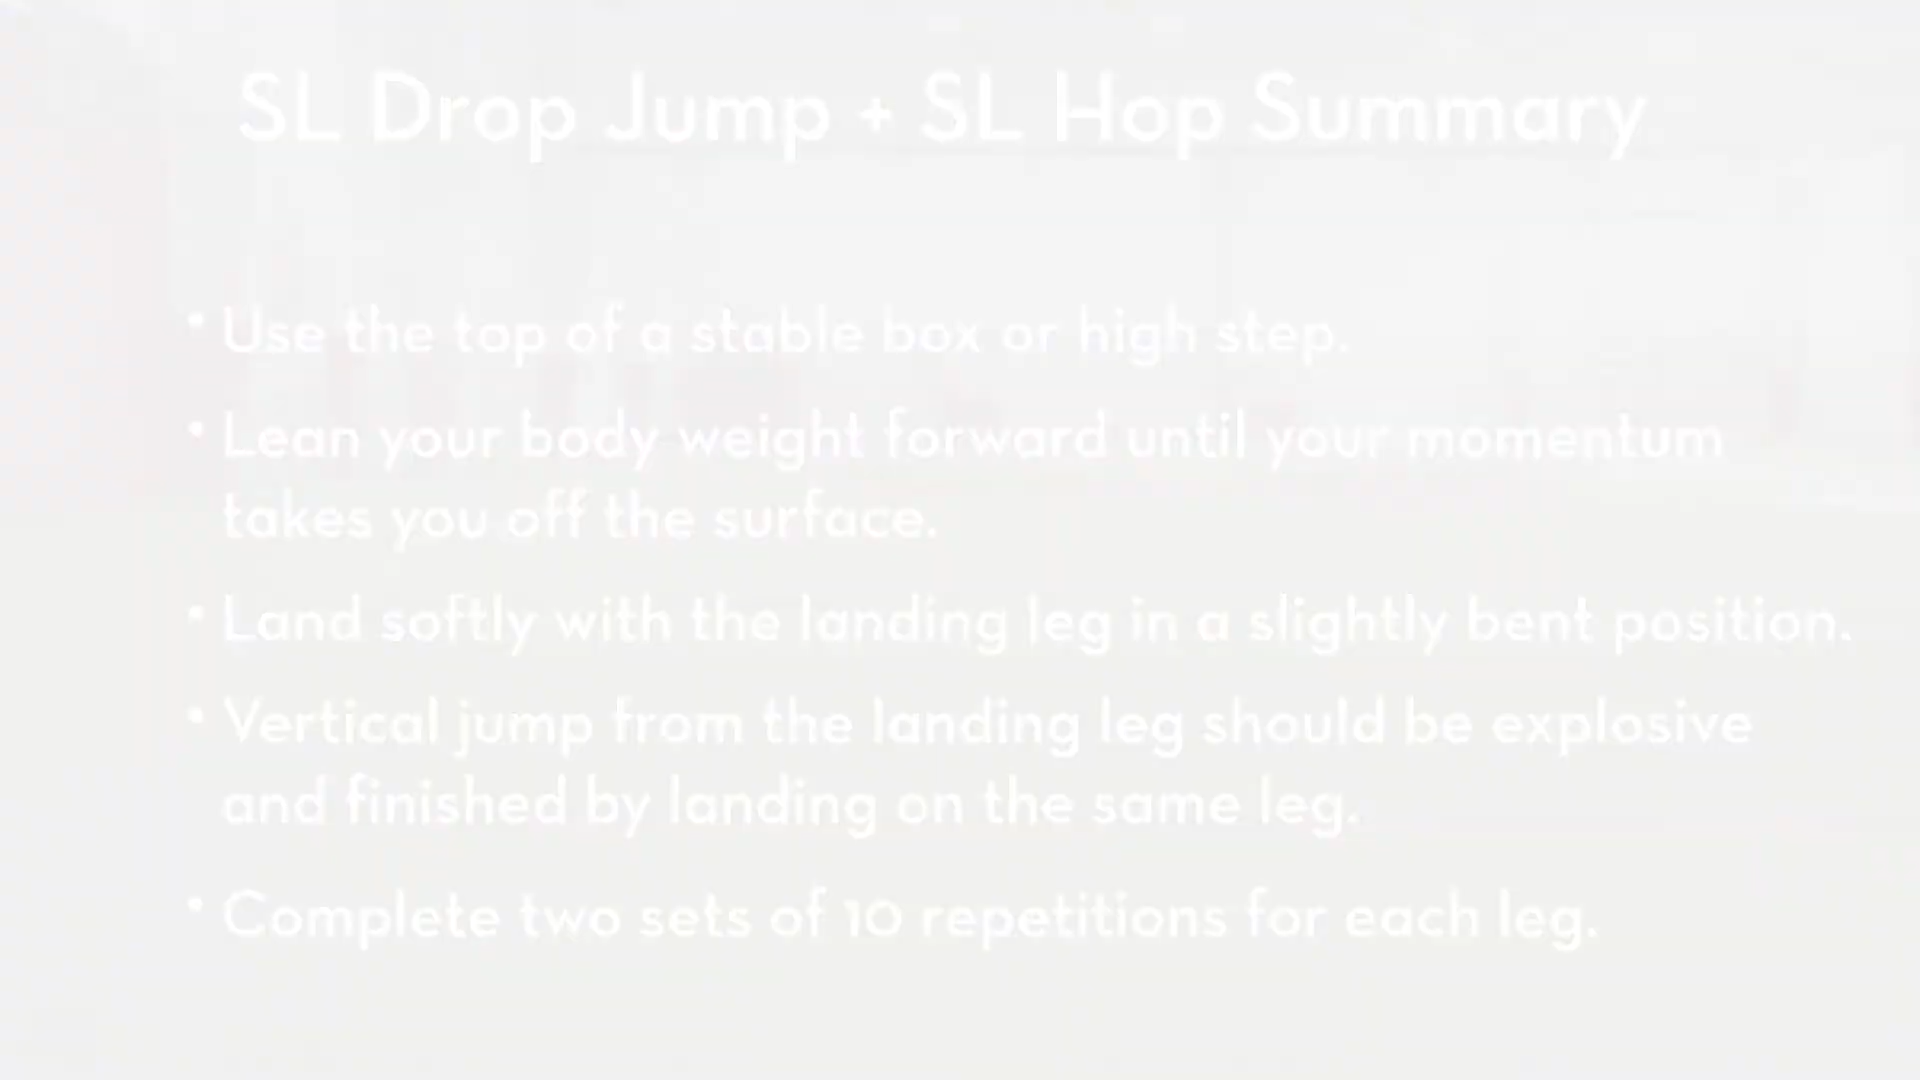 SL Drop Jump + SL Hop Summary
• Use the top of a stable box or high step.
• Lean your body weight forward until your momentum
takes you off the surface.
• Land softly with the landing leg in a slightly bent position.
• Vertical jump from the landing leg should be explosive
and finished by landing on the same leg.
• Complete two sets of 10 repetitions for each leg.